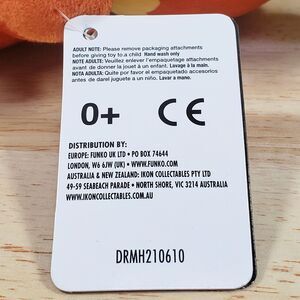 ADULT NOTE: Please remove packaging attachments
before giving toy to a child Hand wash only
NOTE ADULTE: Veuillez enlever l'empaquetage attachements
avant de donner la jouet à un enfant. Lavage à la main.
NOTA ADULTA: Quite por favor el empaquetado accesorios
antes de darel juguete a un niño. Lavar a mano.
0+ CE
DISTRIBUTION BY:
EUROPE: FUNKO UK LTD • PO BOX 74644
LONDON, W6 6JW (UK) • WWW.FUNKO.COM
AUSTRALIA & NEW ZEALAND: IKON COLLECTABLES PTY LTD
49-59 SEABEACH PARADE • NORTH SHORE, VIC 3214 AUSTRALIA
WWW.IKONCOLLECTABLES.COM.AU
DRMH210610